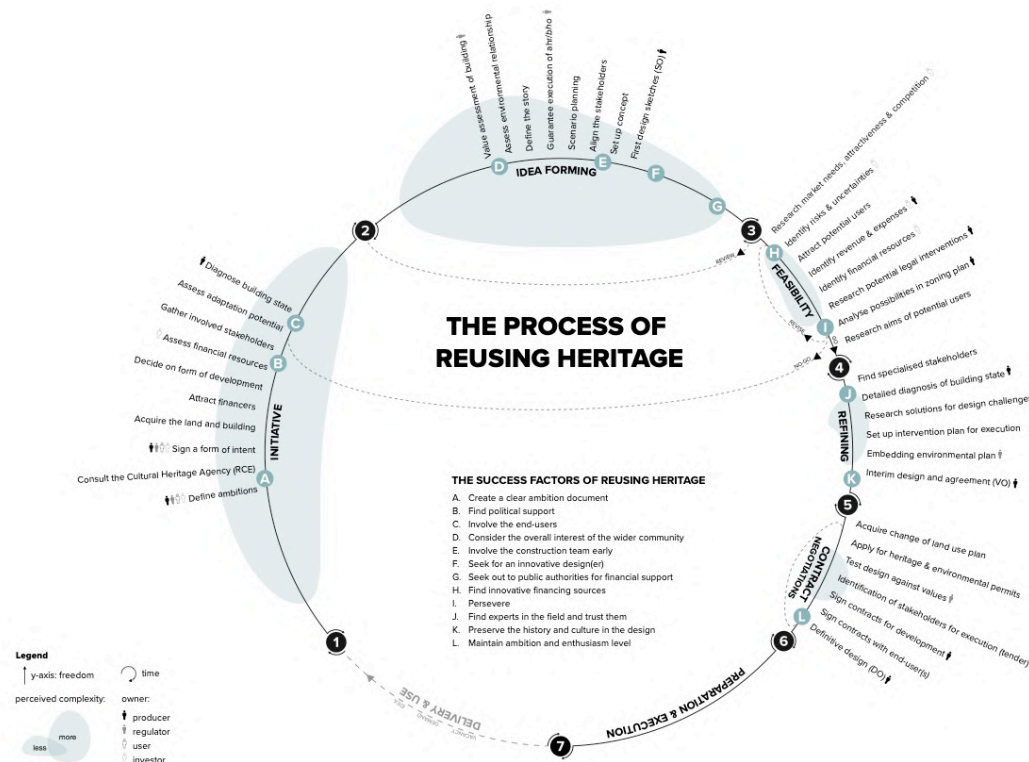 THE PROCESS OF
REUSING HERITAGE
1
INITIATIVE
Define ambitions
A
Consult the Cultural Heritage Agency (RCE)
Sign a form of intent
Acquire the land and building
Attract financers
Decide on form of development
Assess financial resources
B
Gather involved stakeholders
Assess adaptation potential
C
Diagnose building state
2
IDEA FORMING
Value assessment of building
D
Assess environmental relationship
Define the story
Guarantee execution of ahr/bho
Scenario planning
Align the stakeholders
E
Set up concept
First design sketches (SO)
F
G
REVISE
3
FEASIBILITY
Research market needs, attractiveness & competition
H
Identify risks & uncertainties
Attract potential users
Identify revenue & expenses
Identify financial resources
Research potential legal interventions
I
Analyse possibilities in zoning plan
Research aims of potential users
REVISE
NO-GO
GO
4
REFINING
Find specialised stakeholders
J
Detailed diagnosis of building state
Research solutions for design challenges
Set up intervention plan for execution
Embedding environmental plan
K
Interim design and agreement (VO)
5
CONTRACT
NEGOTIATIONS
Acquire change of land use plan
Apply for heritage & environmental permits
Test design against values
Identification of stakeholders for execution (tender)
Sign contracts for development
L
Sign contracts with end-user(s)
Definitive design (DO)
6
PREPARATION & EXECUTION
7
DELIVERY & USE
THE SUCCESS FACTORS OF REUSING HERITAGE
A. Create a clear ambition document
B. Find political support
C. Involve the end-users
D. Consider the overall interest of the wider community
E. Involve the construction team early
F. Seek for an innovative design(er)
G. Seek out to public authorities for financial support
H. Find innovative financing sources
I. Persevere
J. Find experts in the field and trust them
K. Preserve the history and culture in the design
L. Maintain ambition and enthusiasm level
Legend
y-axis: freedom
time
perceived complexity:
more
less
owner:
producer
regulator
user
investor